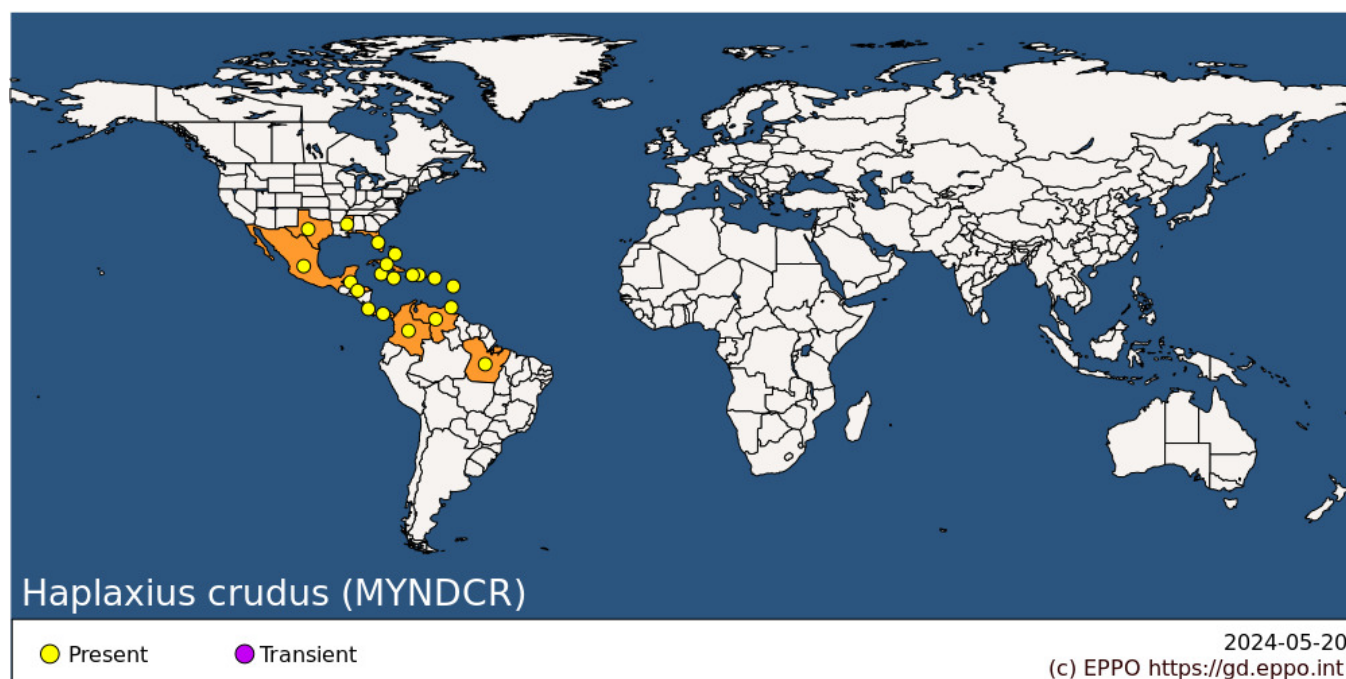 Haplaxius crudus (MYNDCR)
Present
Transient
2024-05-20
(c) EPPO https://gd.eppo.int